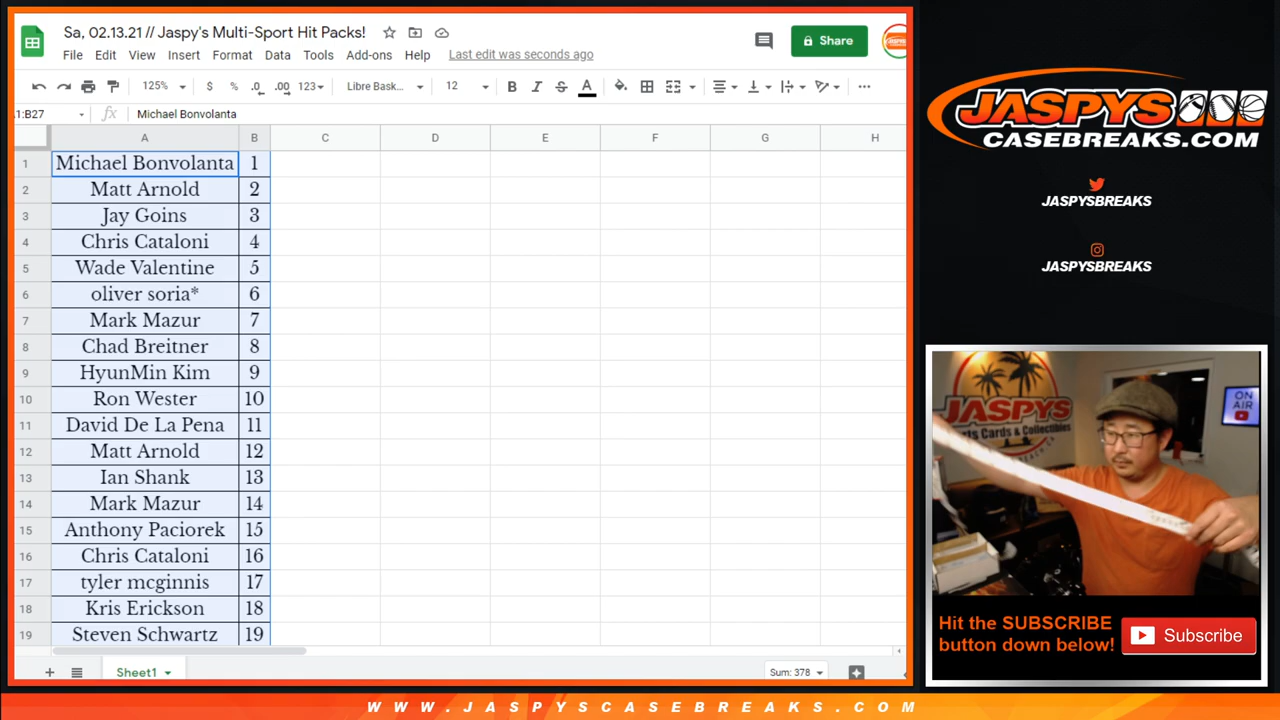 Sa, 02.13.21 // Jaspy's Multi-Sport Hit Packs!
File Edit View Insert Format Data Tools Add-ons Help Last edit was seconds ago
Share
125% $ % .0 .00 123 Libre Bask... 12 B I S A
1:B27 fx Michael Bonvolanta
A B C D E F G H
1 Michael Bonvolanta 1
2 Matt Arnold 2
3 Jay Goins 3
4 Chris Cataloni 4
5 Wade Valentine 5
6 oliver soria* 6
7 Mark Mazur 7
8 Chad Breitner 8
9 HyunMin Kim 9
10 Ron Wester 10
11 David De La Pena 11
12 Matt Arnold 12
13 Ian Shank 13
14 Mark Mazur 14
15 Anthony Paciorek 15
16 Chris Cataloni 16
17 tyler mcginnis 17
18 Kris Erickson 18
19 Steven Schwartz 19
Sheet1
Sum: 378
JASPYS
CASEBREAKS.COM
JASPYSBREAKS
JASPYSBREAKS
JASPYS
Cards & Collectibles
ON
AIR
Hit the SUBSCRIBE
button down below!
Subscribe
WWW.JASPYSCASEBREAKS.COM